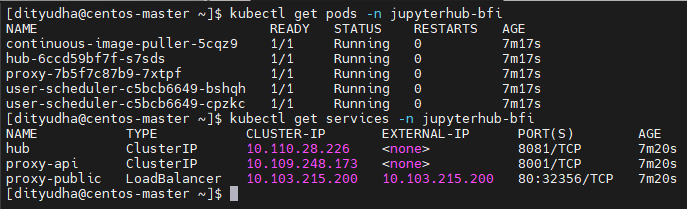 [dityudha@centos-master ~]$ kubectl get pods -n jupyterhub-bfi
NAME READY STATUS RESTARTS AGE
continuous-image-puller-5cqz9 1/1 Running 0 7m17s
hub-6ccd59bf7f-s7sds 1/1 Running 0 7m17s
proxy-7b5f7c87b9-7xtpf 1/1 Running 0 7m17s
user-scheduler-c5bcb6649-bshqh 1/1 Running 0 7m17s
user-scheduler-c5bcb6649-cpzkc 1/1 Running 0 7m17s
[dityudha@centos-master ~]$ kubectl get services -n jupyterhub-bfi
NAME TYPE CLUSTER-IP EXTERNAL-IP PORT(S) AGE
hub ClusterIP 10.110.28.226 <none> 8081/TCP 7m20s
proxy-api ClusterIP 10.109.248.173 <none> 8001/TCP 7m20s
proxy-public LoadBalancer 10.103.215.200 10.103.215.200 80:32356/TCP 7m20s
[dityudha@centos-master ~]$